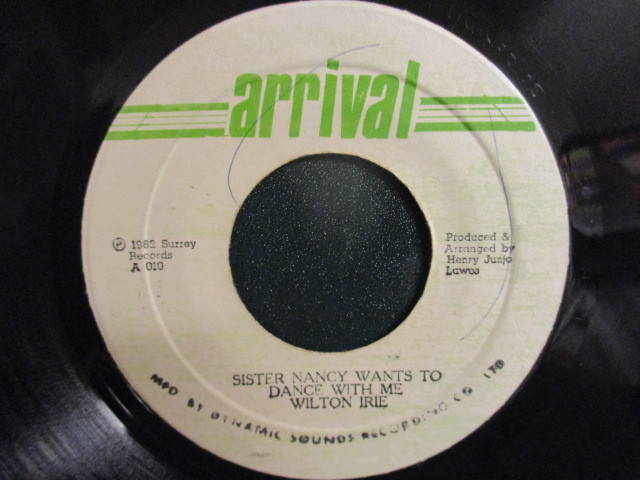 arrival
℗ 1982 Surrey
Records
A 010
Produced &
Arranged by
Henry Junjo
Lawes
SISTER NANCY WANTS TO
DANCE WITH ME
WILTON IRIE
MFD BY DYNAMIC SOUNDS RECORDING CO LTD